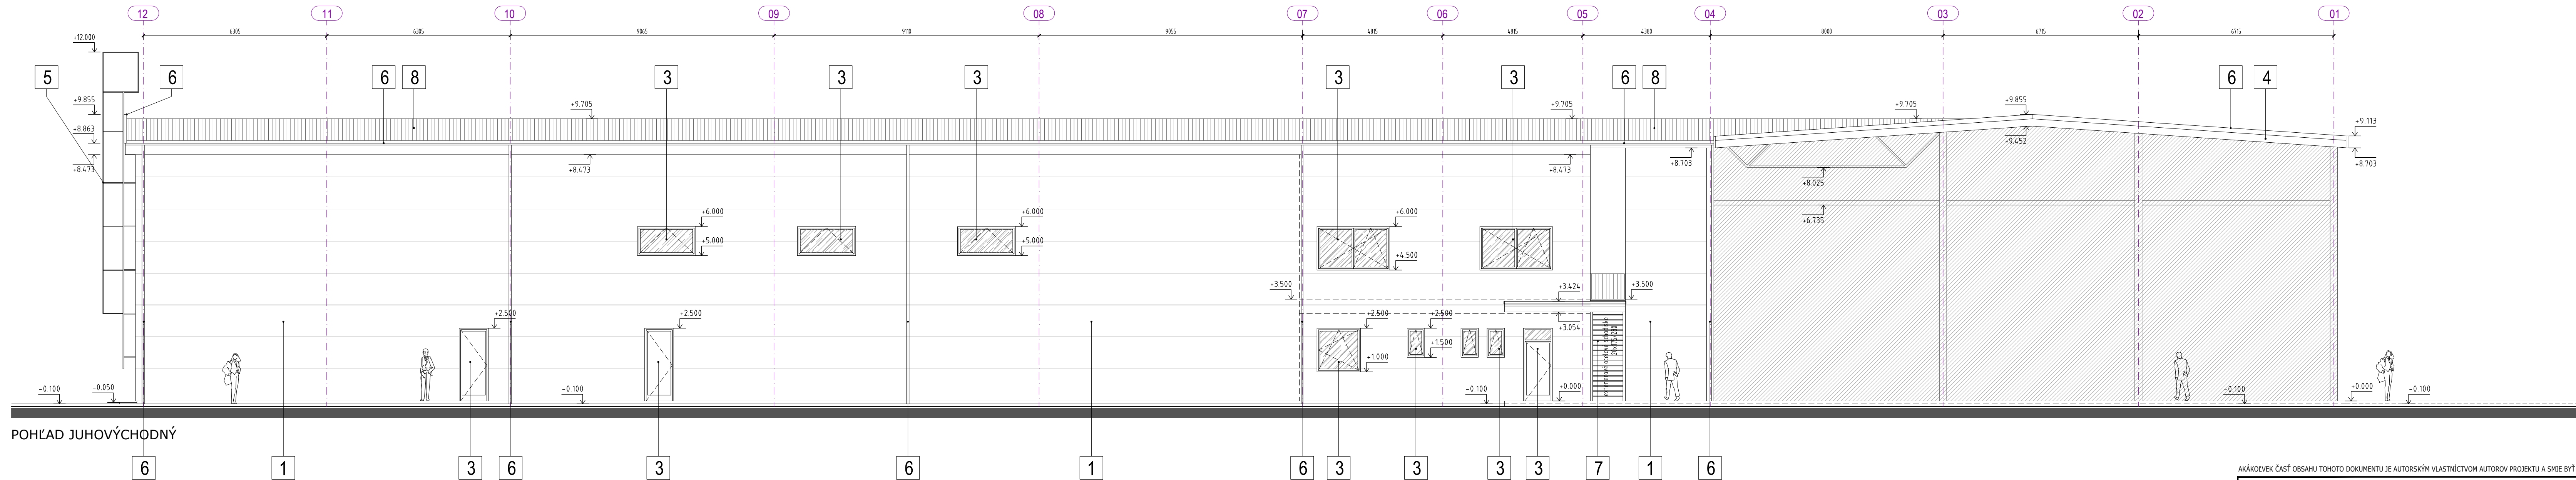 12 11 10 09 08 07 06 05 04 03 02 01
6305 6305 9065 9110 9055 4815 4815 4380 8000 6715 6715
+12.000
5 6 6 8 3 3 3 3 3 6 8 6 4
+9.855 +9.705 +9.705 +9.705 +9.855
+8.863 +9.113
+9.452
+8.473 +8.473 +8.473 +8.703 +8.703
+8.025
+6.000 +6.000 +6.000 +6.735
+5.000 +5.000 +4.500
+3.500 +3.424 +3.500
+2.500 +2.500 +2.500 +2.500 +3.054
+1.500
+1.000
20x175/280
-0.100 -0.050 -0.100 -0.100 +0.000 -0.100 +0.000 -0.100
POHĽAD JUHOVÝCHODNÝ
6 1 3 6 3 6 1 6 3 3 3 3 7 1 6
AKÁKOĽVEK ČASŤ OBSAHU TOHOTO DOKUMENTU JE AUTORSKÝM VLASTNÍCTVOM AUTOROV PROJEKTU A SMIE BYŤ